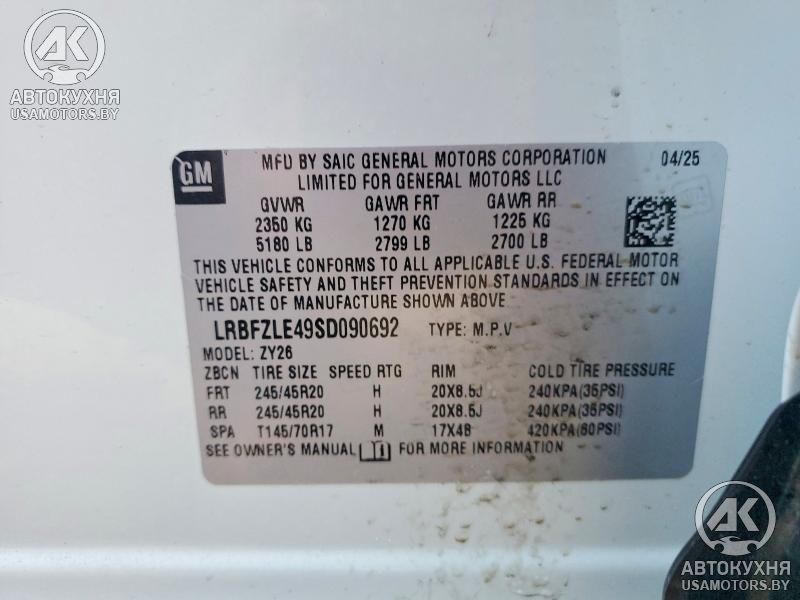 AK
АВТОКУХНЯ
USAMOTORS.BY
GM
MFD BY SAIC GENERAL MOTORS CORPORATION 04/25
LIMITED FOR GENERAL MOTORS LLC
GVWR GAWR FRT GAWR RR
2350 KG 1270 KG 1225 KG
5180 LB 2799 LB 2700 LB
THIS VEHICLE CONFORMS TO ALL APPLICABLE U.S. FEDERAL MOTOR
VEHICLE SAFETY AND THEFT PREVENTION STANDARDS IN EFFECT ON
THE DATE OF MANUFACTURE SHOWN ABOVE.
LRBFZLE49SD090692 TYPE: M.P.V
MODEL: ZY26
ZBCN TIRE SIZE SPEED RTG RIM COLD TIRE PRESSURE
FRT 245/45R20 H 20X8.5J 240KPA(35PSI)
RR 245/45R20 H 20X8.5J 240KPA(35PSI)
SPA T145/70R17 M 17X4B 420KPA(60PSI)
SEE OWNER'S MANUAL FOR MORE INFORMATION
AK
АВТОКУХНЯ
USAMOTORS.BY